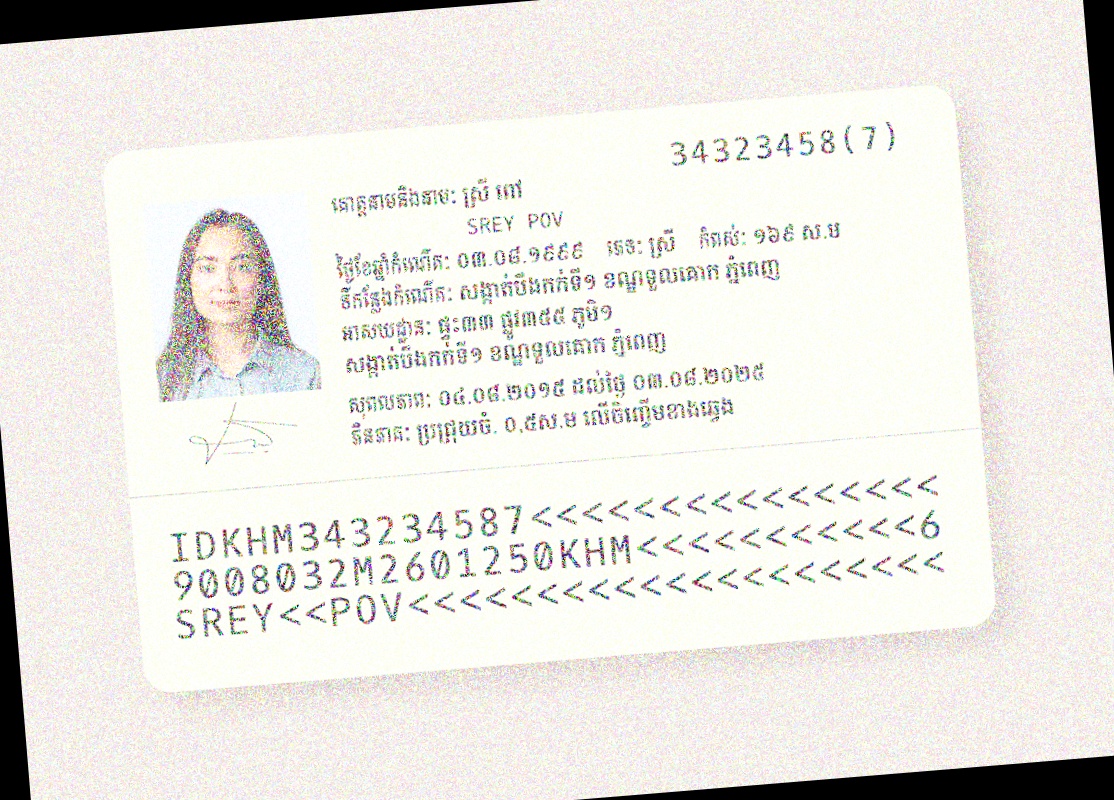 34323458(7)
គោត្តនាមនិងនាម: ស្រី ពៅ
SREY POV
ថ្ងៃខែឆ្នាំកំណើត: ០៣.០៨.១៩៩៩ ភេទ: ស្រី កំពស់: ១៦៩ ស.ម
ទីកន្លែងកំណើត: សង្កាត់បឹងកក់ទី១ ខណ្ឌទួលគោក ភ្នំពេញ
អាសយដ្ឋាន: ផ្ទះ៣៣ ផ្លូវ៣៥៥ ភូមិ១
សង្កាត់បឹងកក់ទី១ ខណ្ឌទួលគោក ភ្នំពេញ
សុពលភាព: ០៤.០៨.២០១៥ ដល់ថ្ងៃ ០៣.០៨.២០២៥
ភិនភាគ: ប្រជ្រុយចំ. ០.៥ស.ម លើចិញ្ចើមខាងឆ្វេង
IDKHM343234587<<<<<<<<<<<<<<<<
9008032M2601250KHM<<<<<<<<<<<6
SREY<<POV<<<<<<<<<<<<<<<<<<<<<